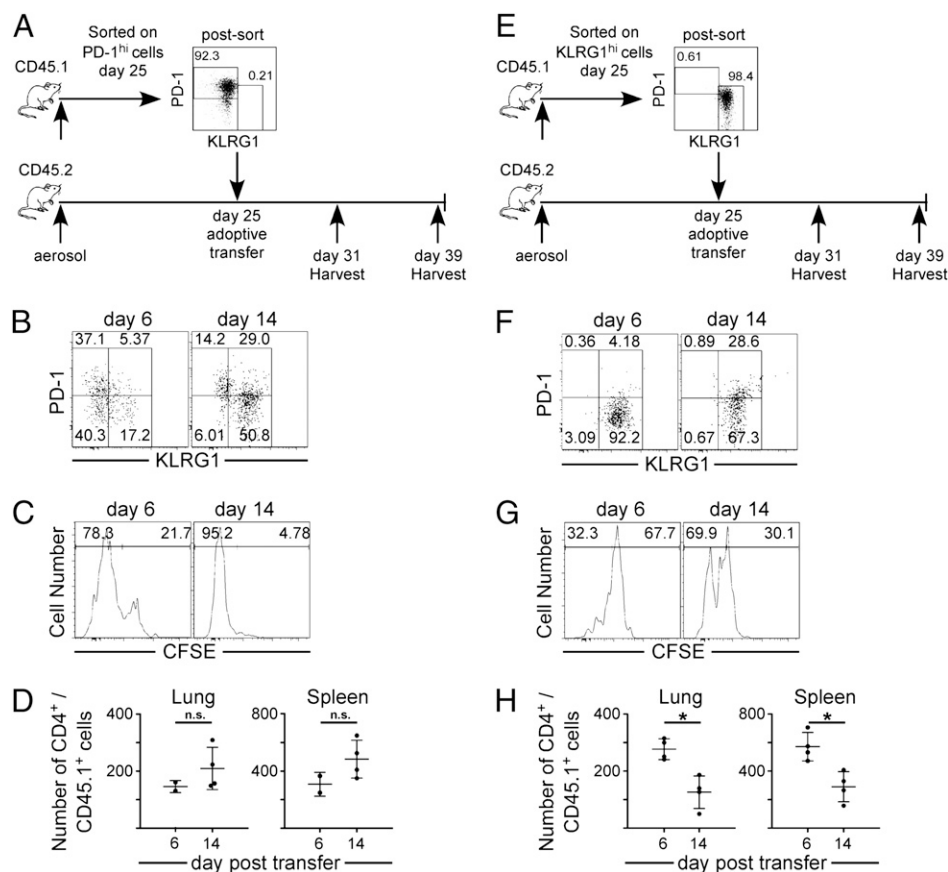 A
Sorted on
PD-1hi cells
day 25
post-sort
CD45.1
92.3
0.21
PD-1
KLRG1
CD45.2
day 25
adoptive
transfer
aerosol
day 31
Harvest
day 39
Harvest
E
Sorted on
KLRG1hi cells
day 25
post-sort
CD45.1
0.61
98.4
PD-1
KLRG1
CD45.2
day 25
adoptive
transfer
aerosol
day 31
Harvest
day 39
Harvest
B
day 6 day 14
37.1 5.37 14.2 29.0
PD-1
40.3 17.2 6.01 50.8
KLRG1
F
day 6 day 14
0.36 4.18 0.89 28.6
PD-1
3.09 92.2 0.67 67.3
KLRG1
C
day 6 day 14
78.3 21.7 95.2 4.78
Cell Number
CFSE
G
day 6 day 14
32.3 67.7 69.9 30.1
Cell Number
CFSE
D
Lung Spleen
n.s. n.s.
Number of CD4+ /
CD45.1+ cells
400 800
200 400
6 14 6 14
day post transfer
H
Lung Spleen
* *
Number of CD4+ /
CD45.1+ cells
400 800
200 400
6 14 6 14
day post transfer